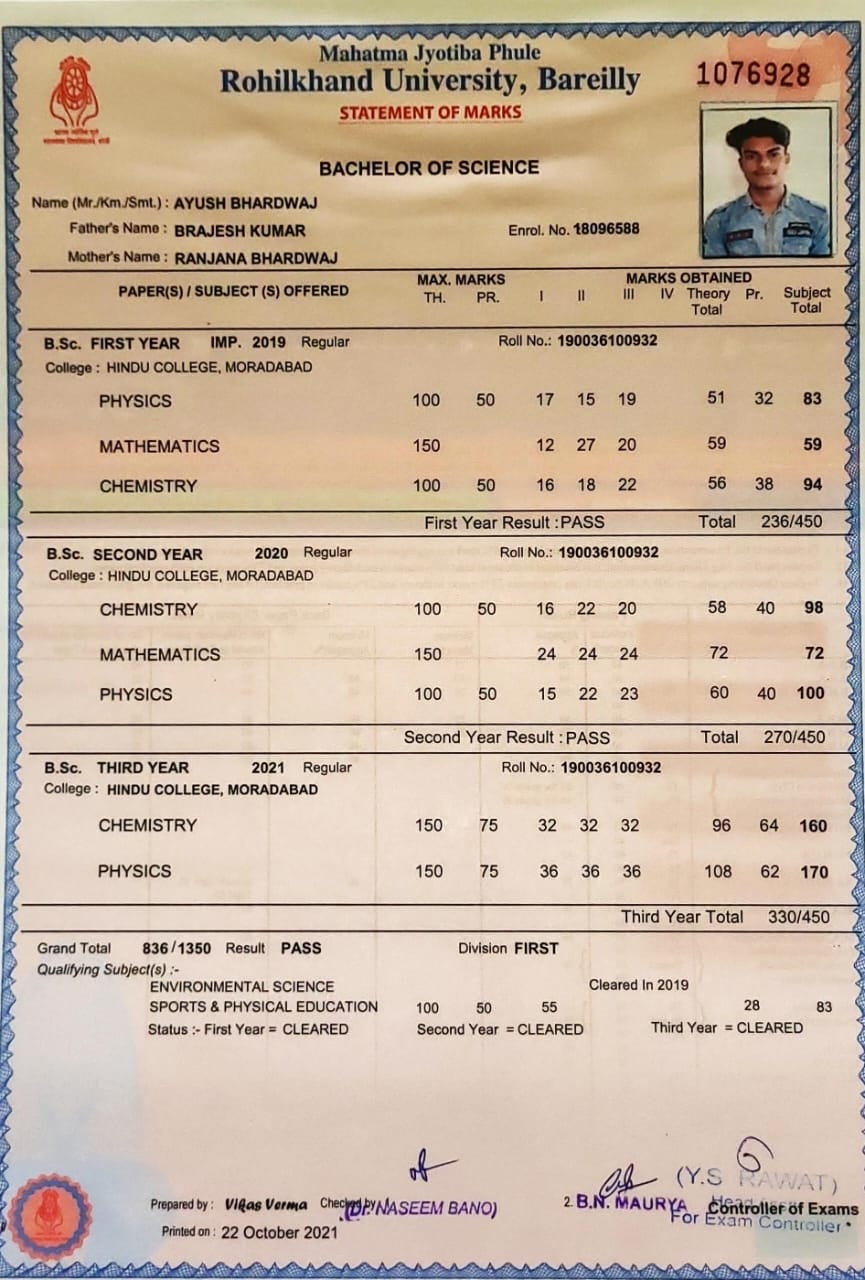 Mahatma Jyotiba Phule
Rohilkhand University, Bareilly
1076928
STATEMENT OF MARKS
BACHELOR OF SCIENCE
Name (Mr./Km./Smt.) : AYUSH BHARDWAJ
Father's Name : BRAJESH KUMAR Enrol. No. 18096588
Mother's Name : RANJANA BHARDWAJ
PAPER(S) / SUBJECT (S) OFFERED MAX. MARKS MARKS OBTAINED
TH. PR. I II III IV Theory Total Pr. Subject Total
B.Sc. FIRST YEAR IMP. 2019 Regular Roll No.: 190036100932
College : HINDU COLLEGE, MORADABAD
PHYSICS 100 50 17 15 19 51 32 83
MATHEMATICS 150 12 27 20 59 59
CHEMISTRY 100 50 16 18 22 56 38 94
First Year Result : PASS Total 236/450
B.Sc. SECOND YEAR 2020 Regular Roll No.: 190036100932
College : HINDU COLLEGE, MORADABAD
CHEMISTRY 100 50 16 22 20 58 40 98
MATHEMATICS 150 24 24 24 72 72
PHYSICS 100 50 15 22 23 60 40 100
Second Year Result : PASS Total 270/450
B.Sc. THIRD YEAR 2021 Regular Roll No.: 190036100932
College : HINDU COLLEGE, MORADABAD
CHEMISTRY 150 75 32 32 32 96 64 160
PHYSICS 150 75 36 36 36 108 62 170
Third Year Total 330/450
Grand Total 836/1350 Result PASS Division FIRST
Qualifying Subject(s) :-
ENVIRONMENTAL SCIENCE Cleared In 2019
SPORTS & PHYSICAL EDUCATION 100 50 55 28 83
Status :- First Year = CLEARED Second Year = CLEARED Third Year = CLEARED
(Y.S RAWAT)
Prepared by : Vikas Verma Checked by (Dr. NASEEM BANO) 2. B.N. MAURYA Controller of Exams
For Exam Controller
Printed on : 22 October 2021